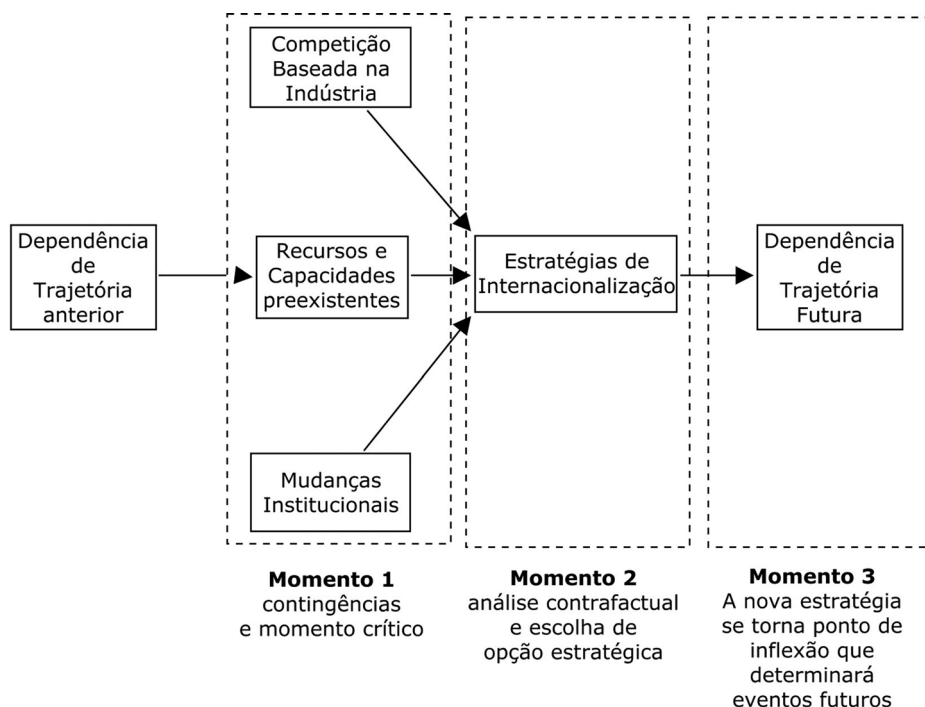 Competição
Baseada na
Indústria
Dependência
de
Trajetória
anterior
Recursos e
Capacidades
preexistentes
Estratégias de
Internacionalização
Dependência
de
Trajetória
Futura
Mudanças
Institucionais
Momento 1
contingências
e momento crítico
Momento 2
análise contrafactual
e escolha de
opção estratégica
Momento 3
A nova estratégia
se torna ponto de
inflexão que
determinará
eventos futuros